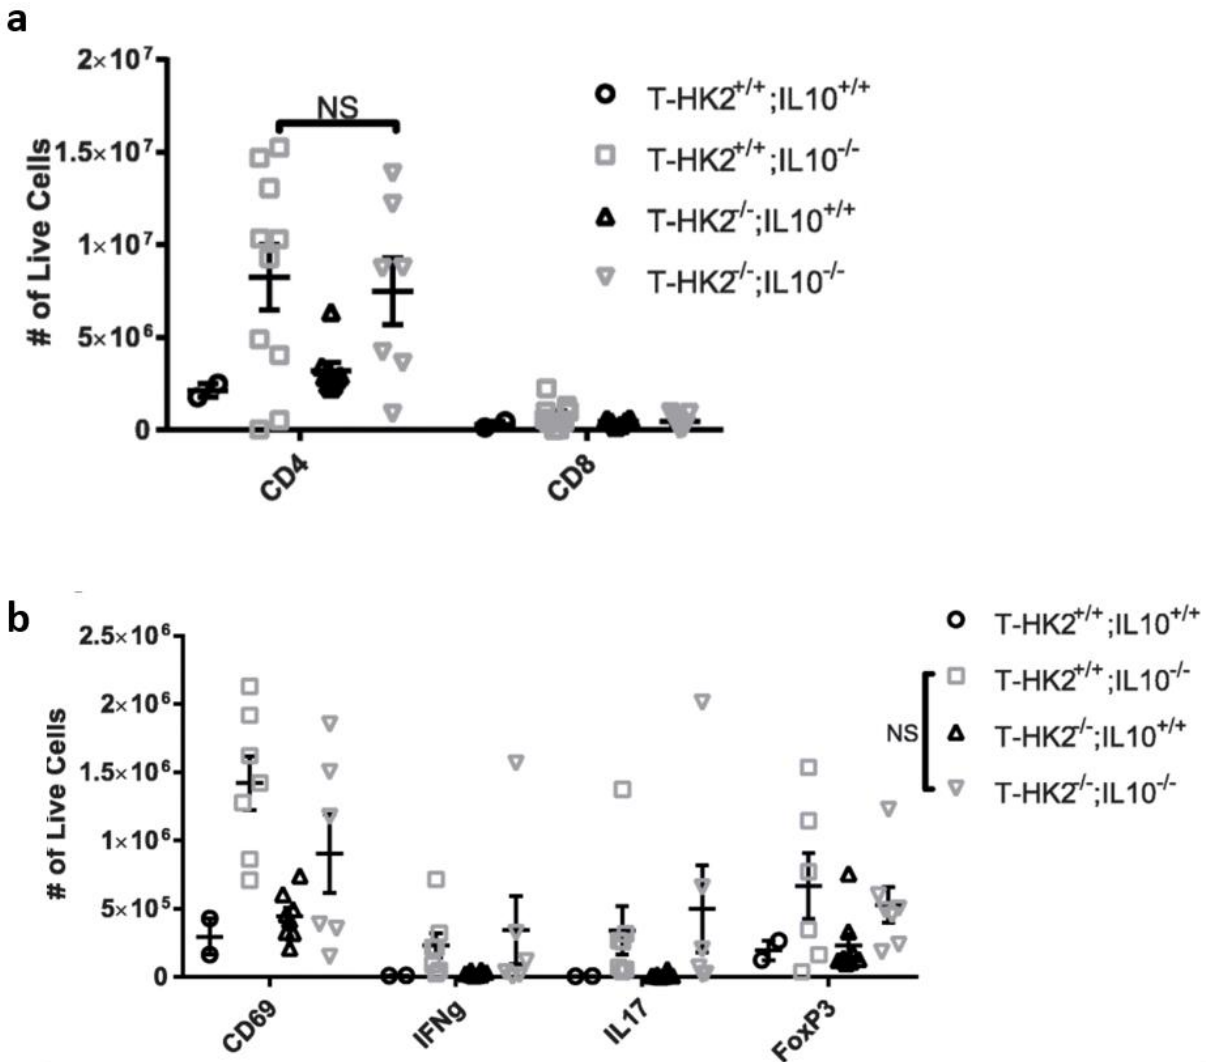 a
2×10⁷
1.5×10⁷
1×10⁷
5×10⁶
0
# of Live Cells
NS
T-HK2+/+;IL10+/+
T-HK2+/+;IL10-/-
T-HK2-/-;IL10+/+
T-HK2-/-;IL10-/-
CD4
CD8
b
2.5×10⁶
2×10⁶
1.5×10⁶
1×10⁶
5×10⁵
0
# of Live Cells
T-HK2+/+;IL10+/+
T-HK2+/+;IL10-/-
NS
T-HK2-/-;IL10+/+
T-HK2-/-;IL10-/-
CD69
IFNg
IL17
FoxP3